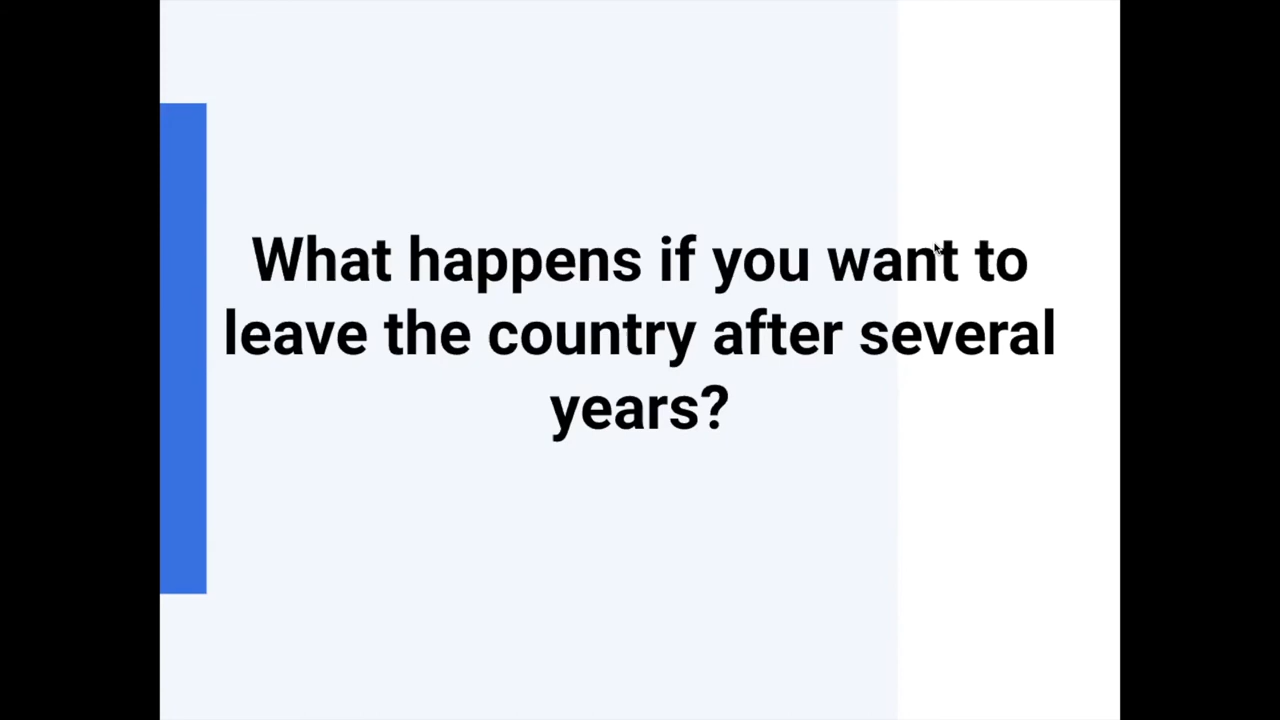 What happens if you want to
leave the country after several
years?